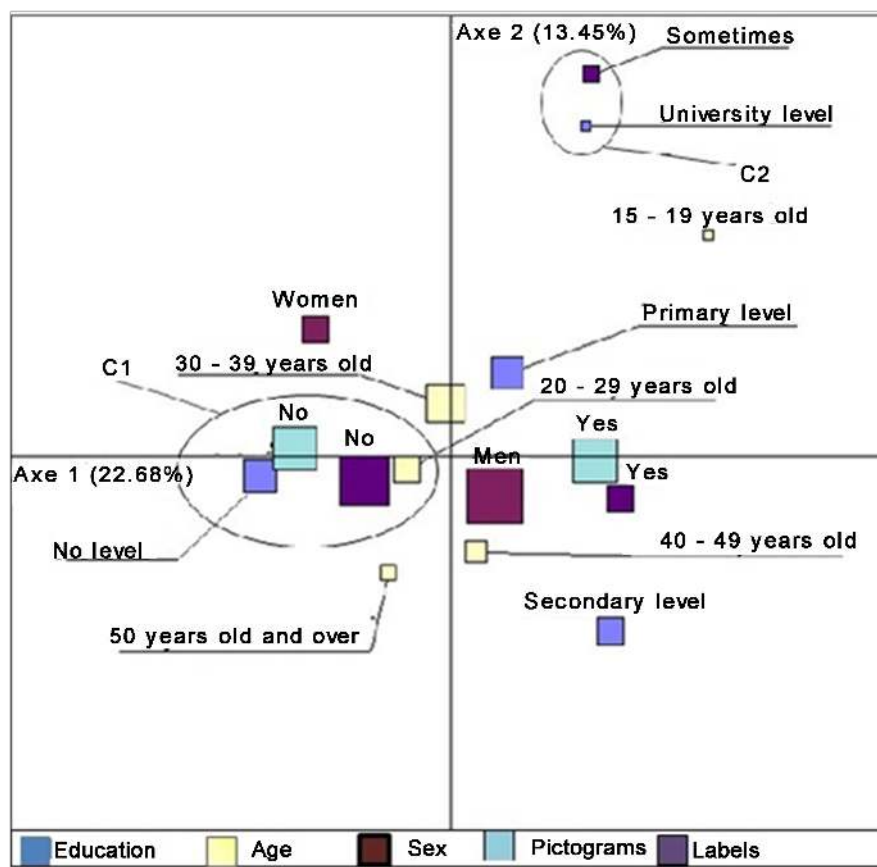 Axe 2 (13.45%)
Sometimes
University level
C2
15 - 19 years old
Women
Primary level
C1
30 - 39 years old
20 - 29 years old
No
No
Yes
Men
Yes
Axe 1 (22.68%)
No level
40 - 49 years old
Secondary level
50 years old and over
Education
Age
Sex
Pictograms
Labels